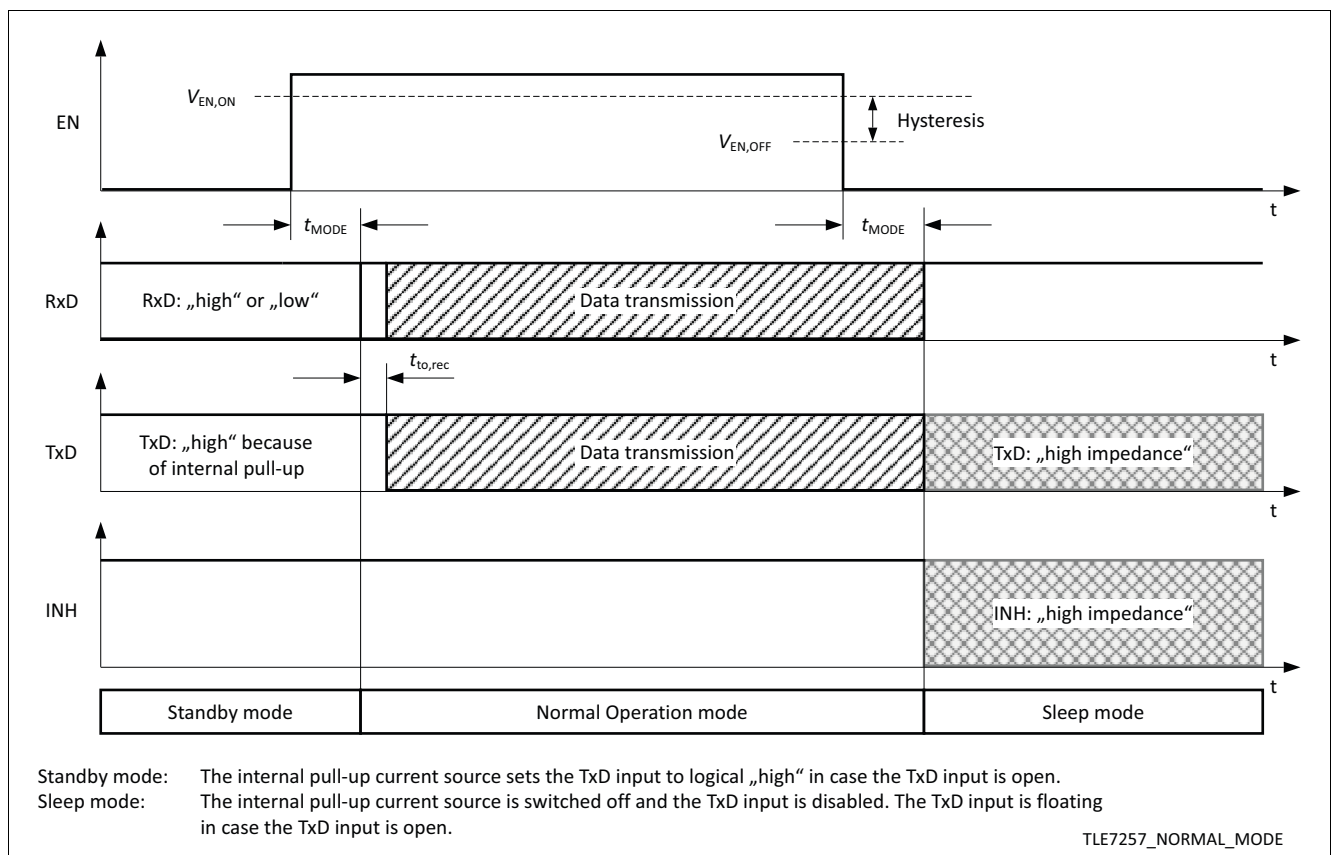 V_EN,ON
EN
Hysteresis
V_EN,OFF
t
t_MODE
t_MODE
RxD
RxD: „high“ or „low“
Data transmission
t
t_to,rec
TxD
TxD: „high“ because
of internal pull-up
Data transmission
TxD: „high impedance“
t
INH
INH: „high impedance“
t
Standby mode
Normal Operation mode
Sleep mode
Standby mode: The internal pull-up current source sets the TxD input to logical „high“ in case the TxD input is open.
Sleep mode: The internal pull-up current source is switched off and the TxD input is disabled. The TxD input is floating
in case the TxD input is open.
TLE7257_NORMAL_MODE